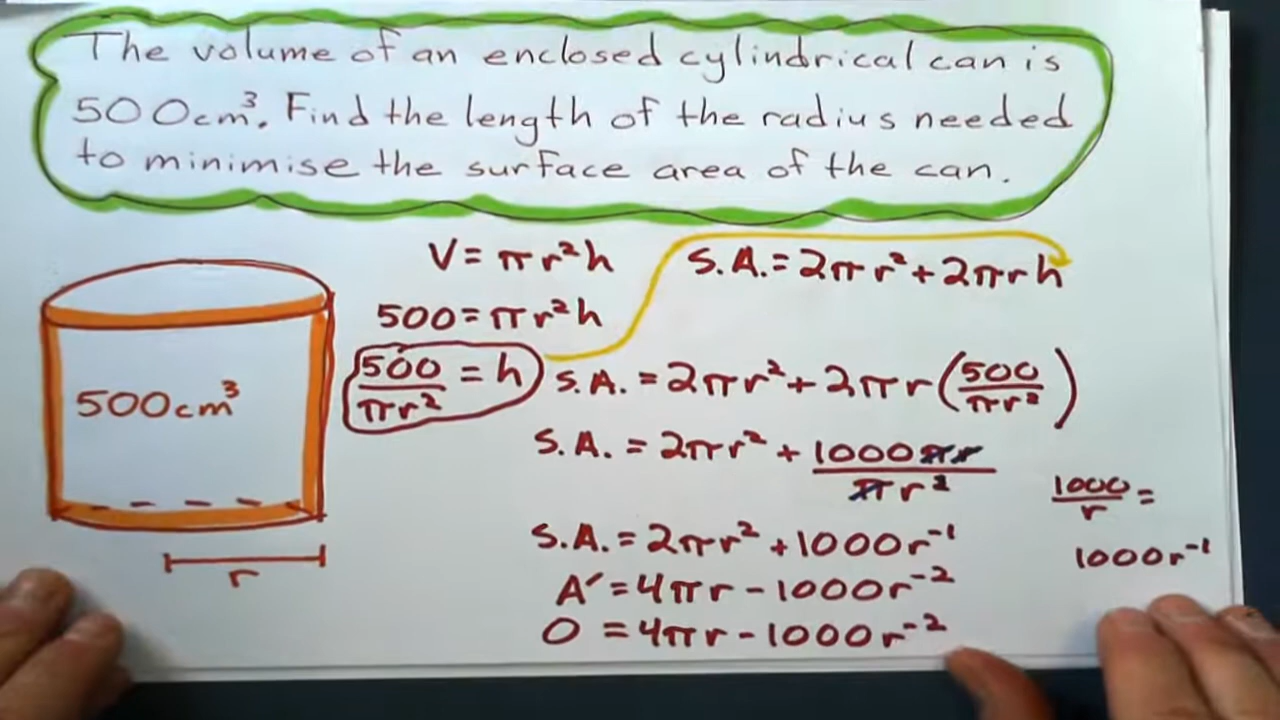 The volume of an enclosed cylindrical can is
500cm³. Find the length of the radius needed
to minimise the surface area of the can.
V=πr²h
S.A.=2πr²+2πrh
500=πr²h
500/πr² = h
S.A. =2πr²+2πr(500/πr²)
500cm³
S.A. =2πr²+ 1000πr/πr²
1000/r =
1000r⁻¹
S.A.=2πr²+1000r⁻¹
A′=4πr-1000r⁻²
r
0 =4πr-1000r⁻²